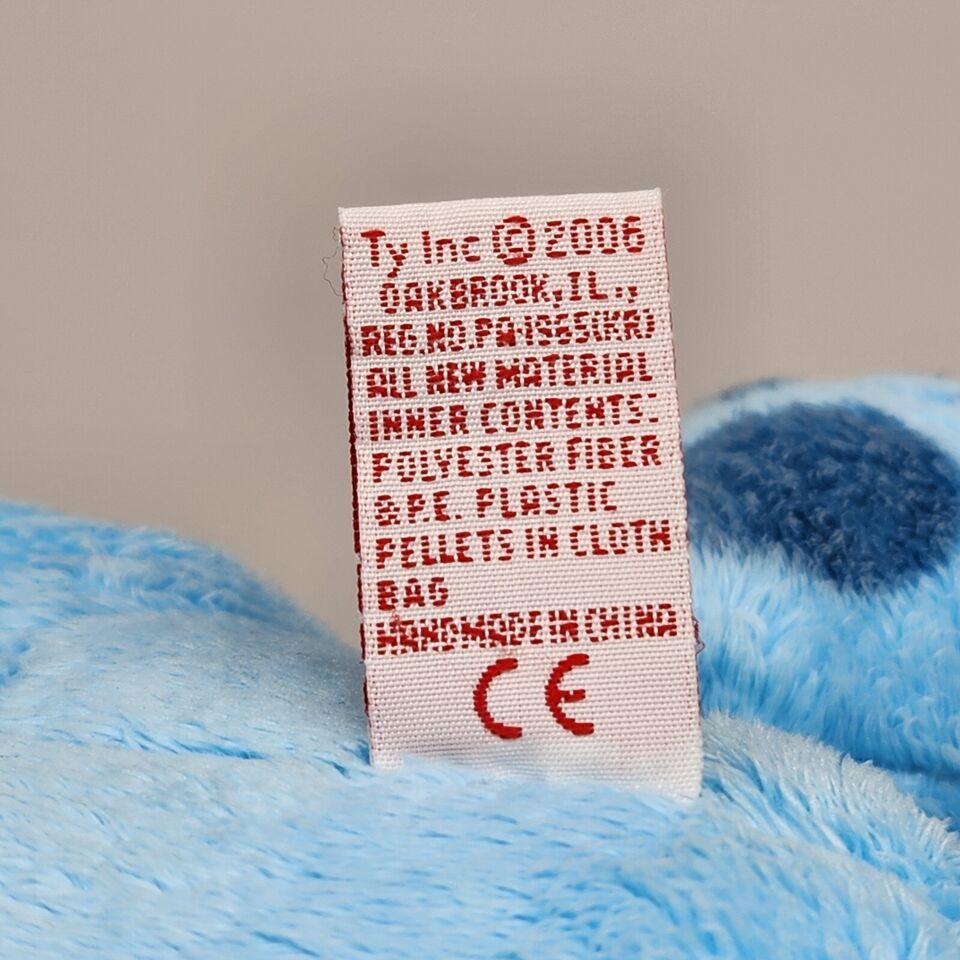 Ty Inc © 2006
OAKBROOK, IL.,
REG.NO.PA-1965(KR)
ALL NEW MATERIAL
INNER CONTENTS:
POLYESTER FIBER
& P.E. PLASTIC
PELLETS IN CLOTH
BAG
HANDMADE IN CHINA
CE